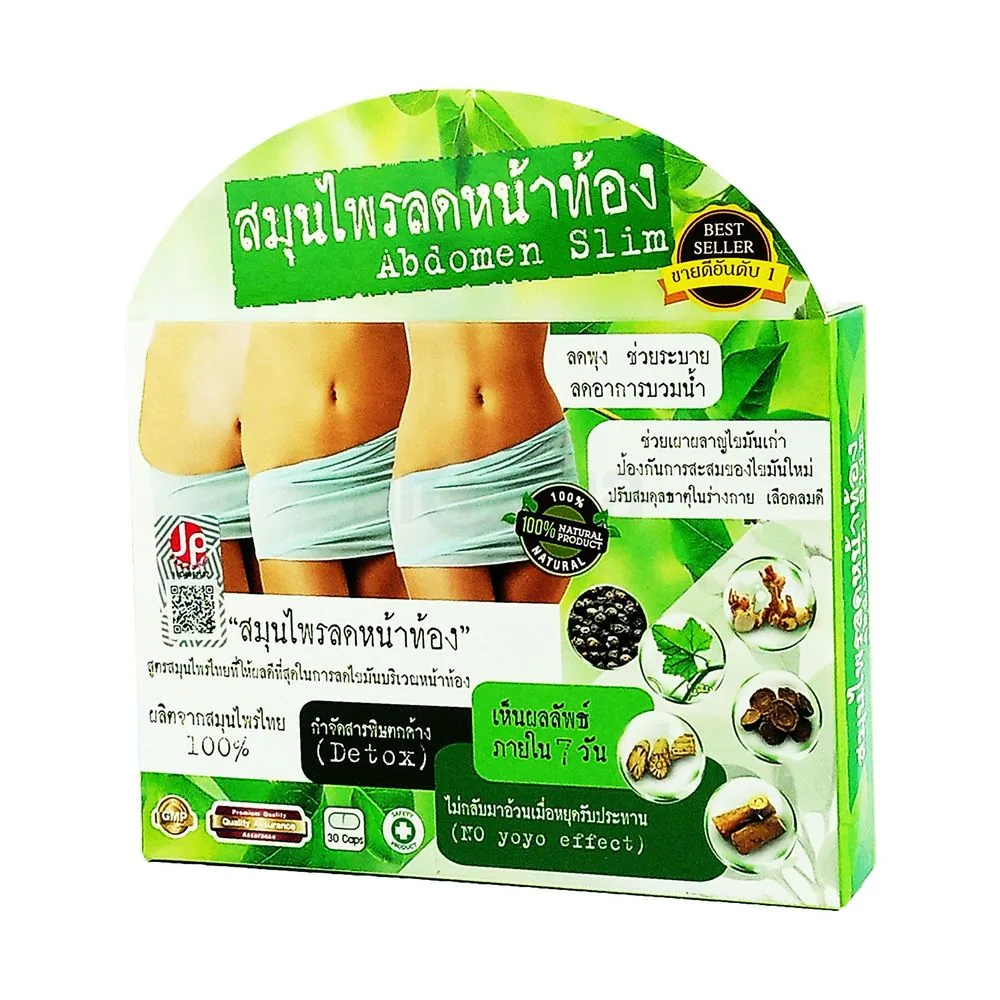 สมุนไพรลดหน้าท้อง
Abdomen Slim
BEST
SELLER
ขายดีอันดับ 1
ลดพุง ช่วยระบาย
ลดอาการบวมน้ำ
ช่วยเผาผลาญไขมันเก่า
ป้องกันการสะสมของไขมันใหม่
ปรับสมดุลธาตุในร่างกาย เลือดลมดี
100%
100% NATURAL
PRODUCT
NATURAL
JP
"สมุนไพรลดหน้าท้อง"
สูตรสมุนไพรไทยที่ให้ผลดีที่สุดในการลดไขมันบริเวณหน้าท้อง
ผลิตจากสมุนไพรไทย
100%
กำจัดสารพิษตกค้าง
(Detox)
เห็นผลลัพธ์
ภายใน 7 วัน
ไม่กลับมาอ้วนเมื่อหยุดรับประทาน
(NO yoyo effect)
GMP
Premium Quality
Quality Assurance
Assurance
30 Caps
SAFETY
PRODUCT
สมุนไพรลดหน้าท้อง